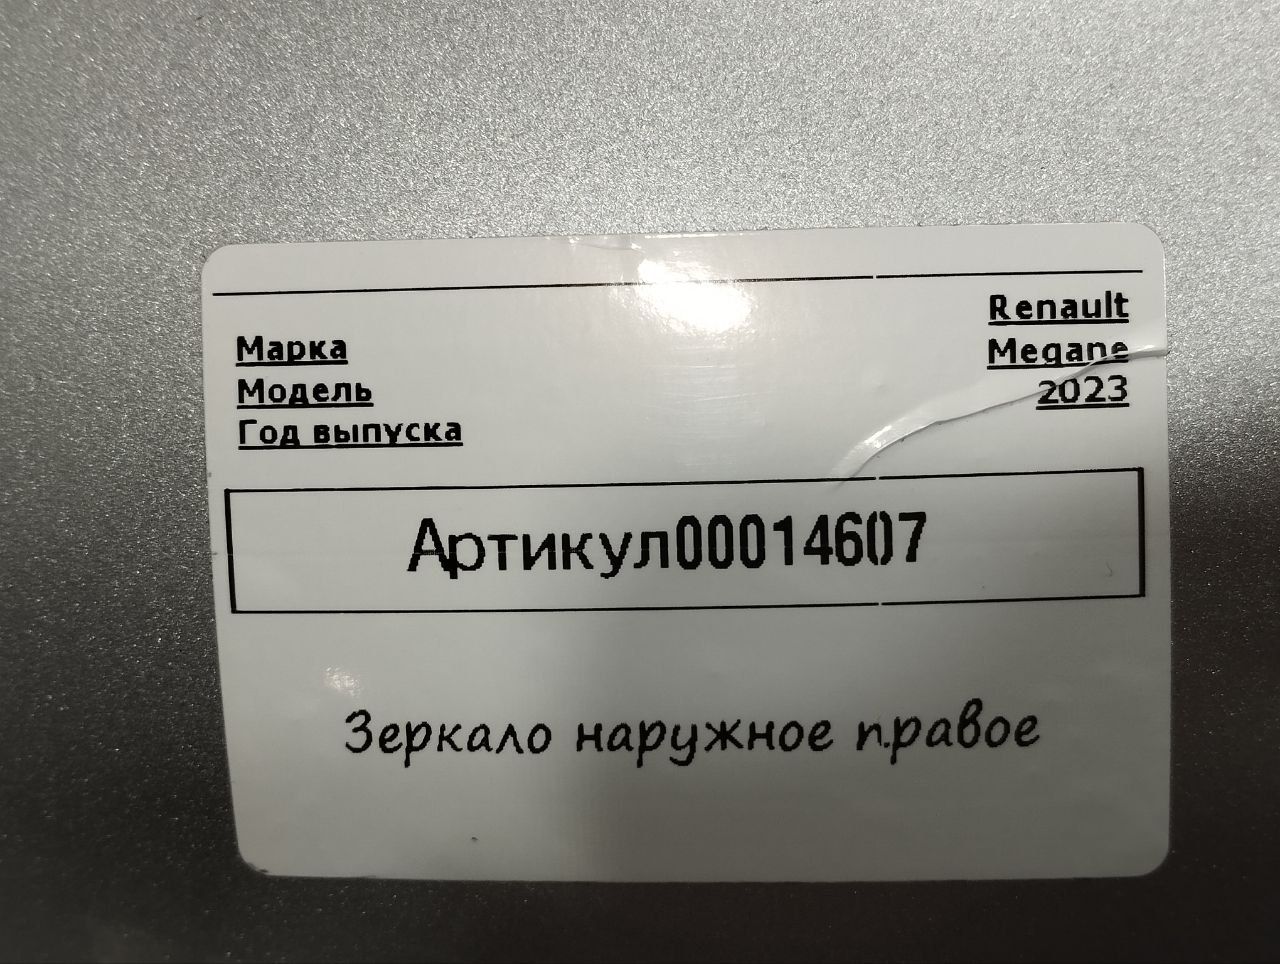 Renault
Марка Megane
Модель 2023
Год выпуска
Артикул00014607
Зеркало наружное правое